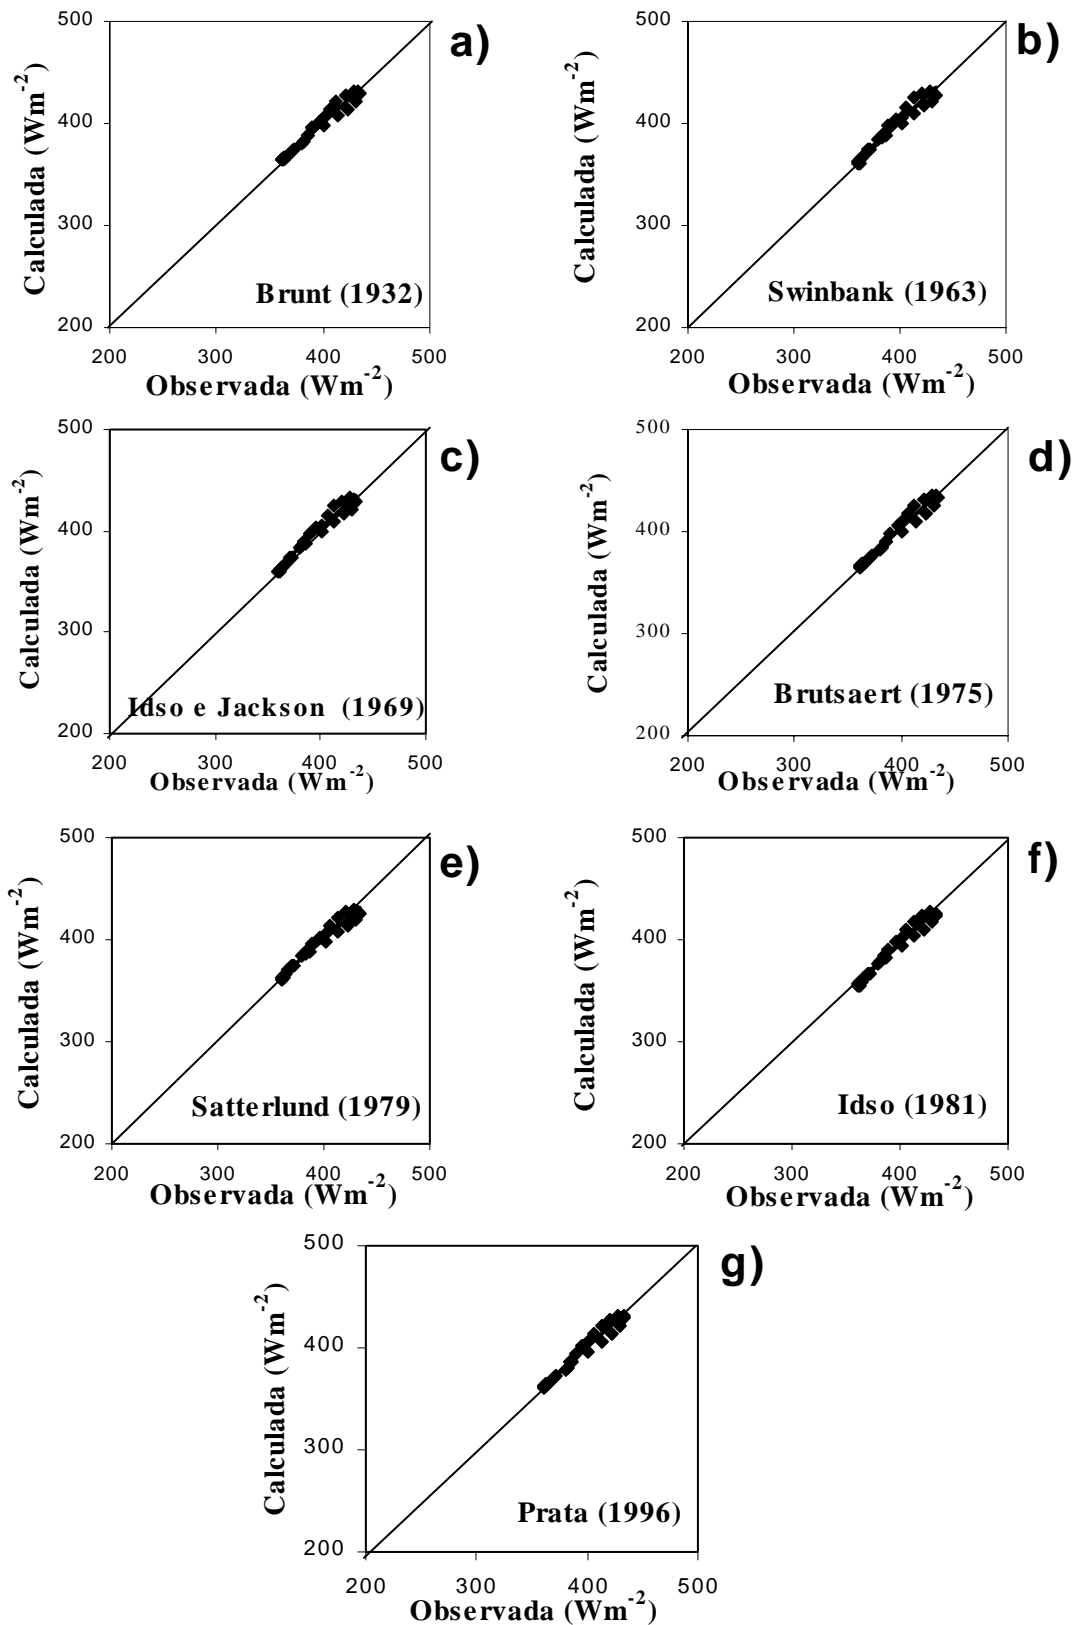 500
400
300
200
200 300 400 500
Calculada (Wm⁻²)
Observada (Wm⁻²)
Brunt (1932)
a)
500
400
300
200
200 300 400 500
Calculada (Wm⁻²)
Observada (Wm⁻²)
Swinbank (1963)
b)
500
400
300
200
200 300 400 500
Calculada (Wm⁻²)
Observada (Wm⁻²)
Idso e Jackson (1969)
c)
500
400
300
200
200 300 400 500
Calculada (Wm⁻²)
Observada (Wm⁻²)
Brutsaert (1975)
d)
500
400
300
200
200 300 400 500
Calculada (Wm⁻²)
Observada (Wm⁻²)
Satterlund (1979)
e)
500
400
300
200
200 300 400 500
Calculada (Wm⁻²)
Observada (Wm⁻²)
Idso (1981)
f)
500
400
300
200
200 300 400 500
Calculada (Wm⁻²)
Observada (Wm⁻²)
Prata (1996)
g)